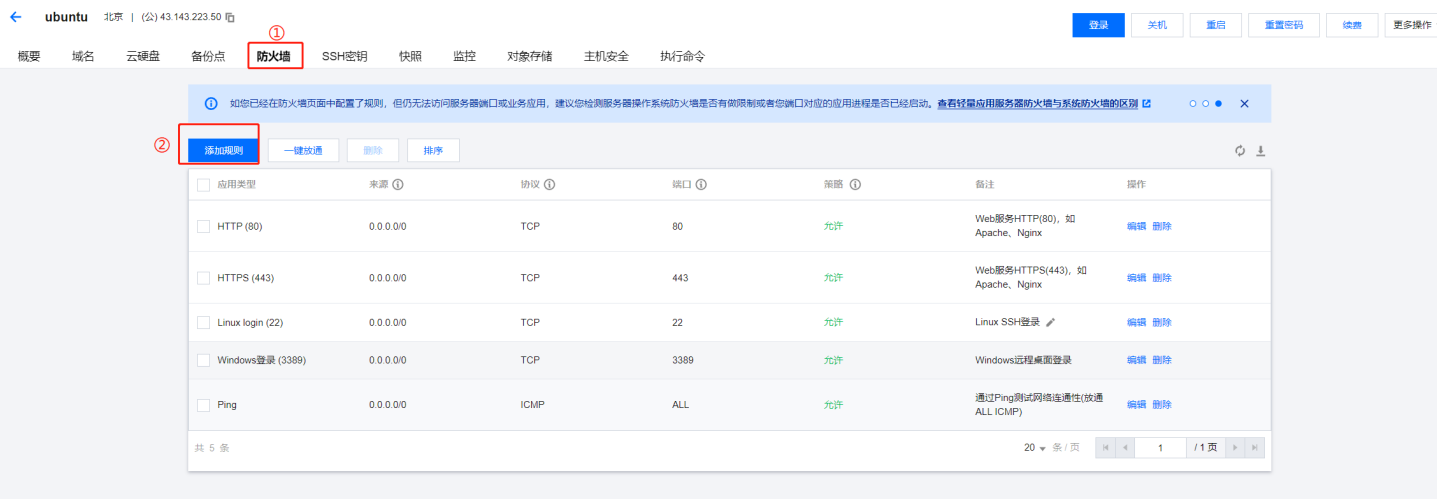 ubuntu 北京 | (公) 43.143.223.50
登录 关机 重启 重置密码 续费 更多操作
①
概要 域名 云硬盘 备份点 防火墙 SSH密钥 快照 监控 对象存储 主机安全 执行命令
如您已经在防火墙页面中配置了规则，但仍无法访问服务器端口或业务应用，建议您检测服务器操作系统防火墙是否有做限制或者您端口对应的应用进程是否已经启动。查看轻量应用服务器防火墙与系统防火墙的区别
②
添加规则 一键放通 删除 排序
应用类型 来源 协议 端口 策略 备注 操作
HTTP (80) 0.0.0.0/0 TCP 80 允许 Web服务HTTP(80)，如
Apache、Nginx 编辑 删除
HTTPS (443) 0.0.0.0/0 TCP 443 允许 Web服务HTTPS(443)，如
Apache、Nginx 编辑 删除
Linux login (22) 0.0.0.0/0 TCP 22 允许 Linux SSH登录 编辑 删除
Windows登录 (3389) 0.0.0.0/0 TCP 3389 允许 Windows远程桌面登录 编辑 删除
Ping 0.0.0.0/0 ICMP ALL 允许 通过Ping测试网络连通性(放通
ALL ICMP) 编辑 删除
共 5 条 20 条 / 页 1 / 1 页